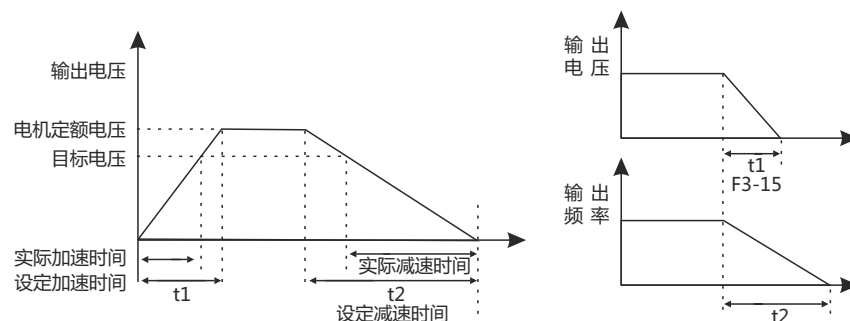 输出电压
电机定额电压
目标电压
实际加速时间
设定加速时间
t1
实际减速时间
t2
设定减速时间
输 出
电 压
t1
F3-15
输 出
频 率
t2